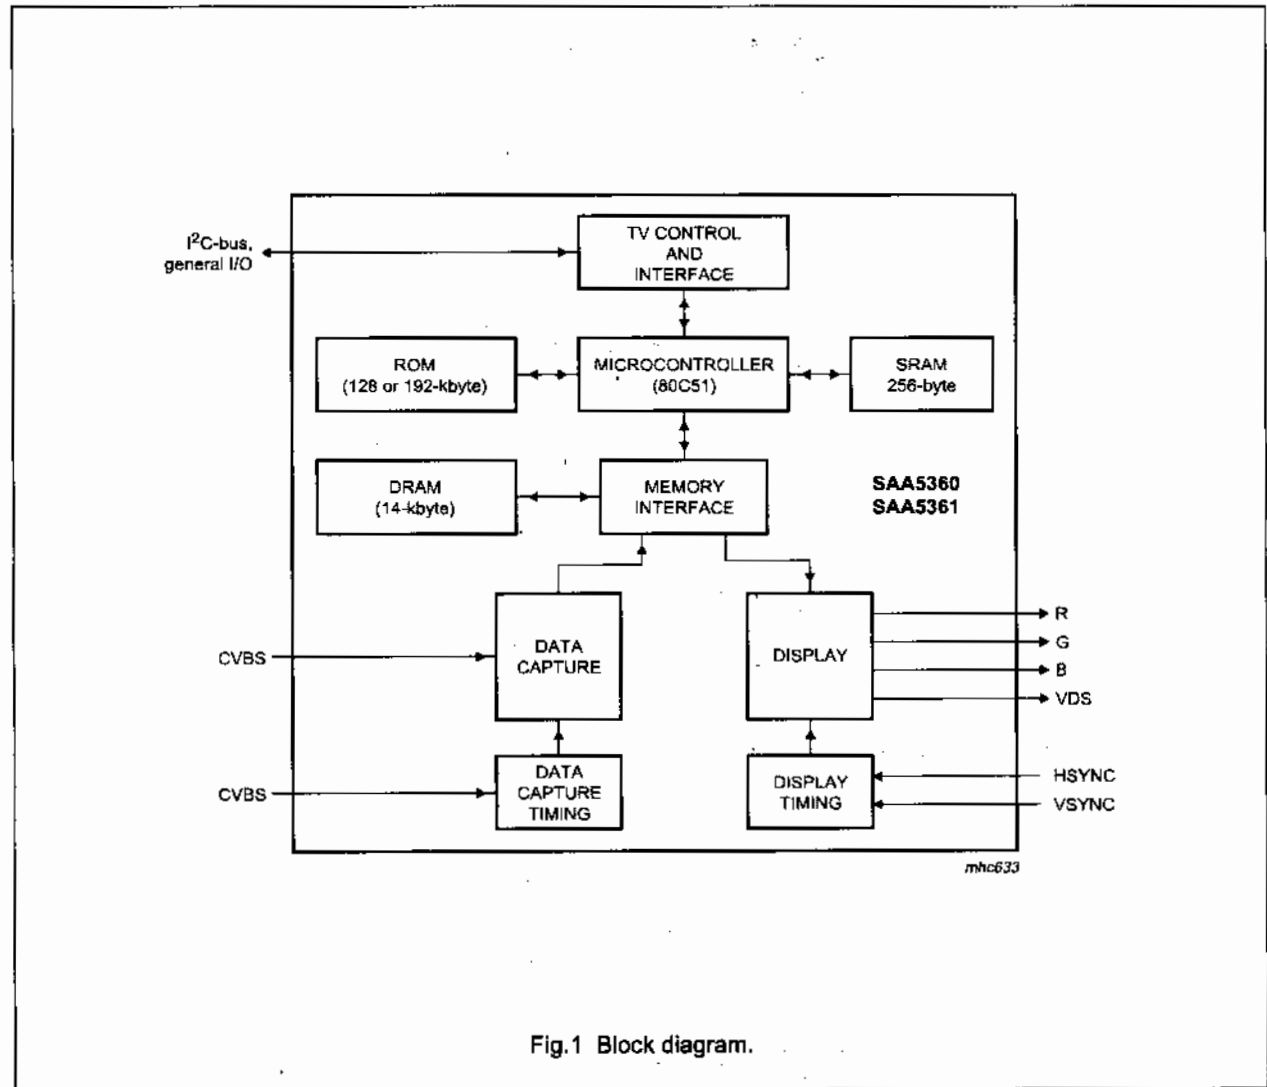 TV CONTROL
AND
INTERFACE
I²C-bus,
general I/O
ROM
(128 or 192-kbyte)
MICROCONTROLLER
(80C51)
SRAM
256-byte
DRAM
(14-kbyte)
MEMORY
INTERFACE
SAA5360
SAA5361
CVBS
DATA
CAPTURE
DISPLAY
R
G
B
VDS
CVBS
DATA
CAPTURE
TIMING
DISPLAY
TIMING
HSYNC
VSYNC
mhc633
Fig.1 Block diagram.